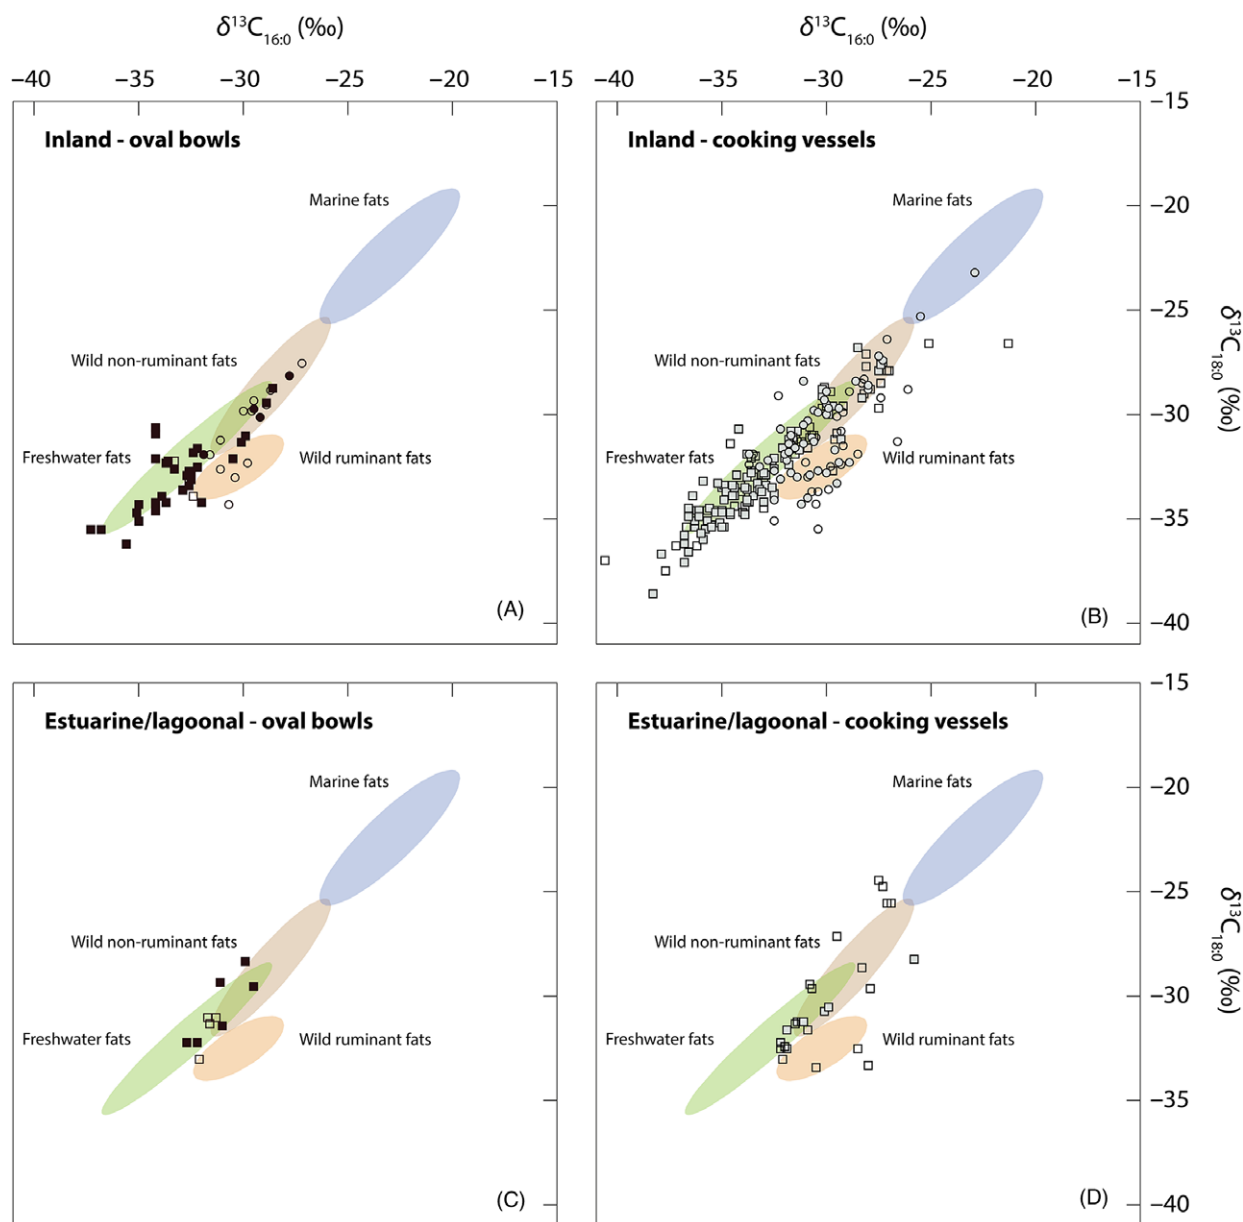 δ¹³C₁₆:₀ (‰) δ¹³C₁₆:₀ (‰)
−40 −35 −30 −25 −20 −15 −40 −35 −30 −25 −20 −15
−15
Inland - oval bowls
Marine fats
Wild non-ruminant fats
Freshwater fats
Wild ruminant fats
(A)
Inland - cooking vessels
Marine fats
Wild non-ruminant fats
Freshwater fats
Wild ruminant fats
(B)
−20
−25
−30
−35
−40
δ¹³C₁₈:₀ (‰)
−15
Estuarine/lagoonal - oval bowls
Marine fats
Wild non-ruminant fats
Freshwater fats
Wild ruminant fats
(C)
Estuarine/lagoonal - cooking vessels
Marine fats
Wild non-ruminant fats
Freshwater fats
Wild ruminant fats
(D)
−20
−25
−30
−35
−40
δ¹³C₁₈:₀ (‰)